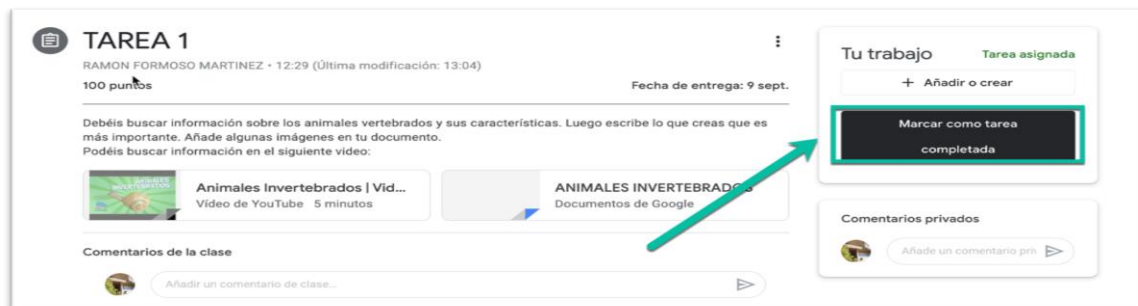 TAREA 1
RAMON FORMOSO MARTINEZ • 12:29 (Última modificación: 13:04)
100 puntos
Fecha de entrega: 9 sept.
Debéis buscar información sobre los animales vertebrados y sus características. Luego escribe lo que creas que es
más importante. Añade algunas imágenes en tu documento.
Podéis buscar información en el siguiente video:
ANIMALES
INVERTEBRADOS
Animales Invertebrados | Vid...
Vídeo de YouTube 5 minutos
ANIMALES INVERTEBRADOS
Documentos de Google
Comentarios de la clase
Añadir un comentario de clase...
Tu trabajo
Tarea asignada
+ Añadir o crear
Marcar como tarea
completada
Comentarios privados
Añade un comentario pri